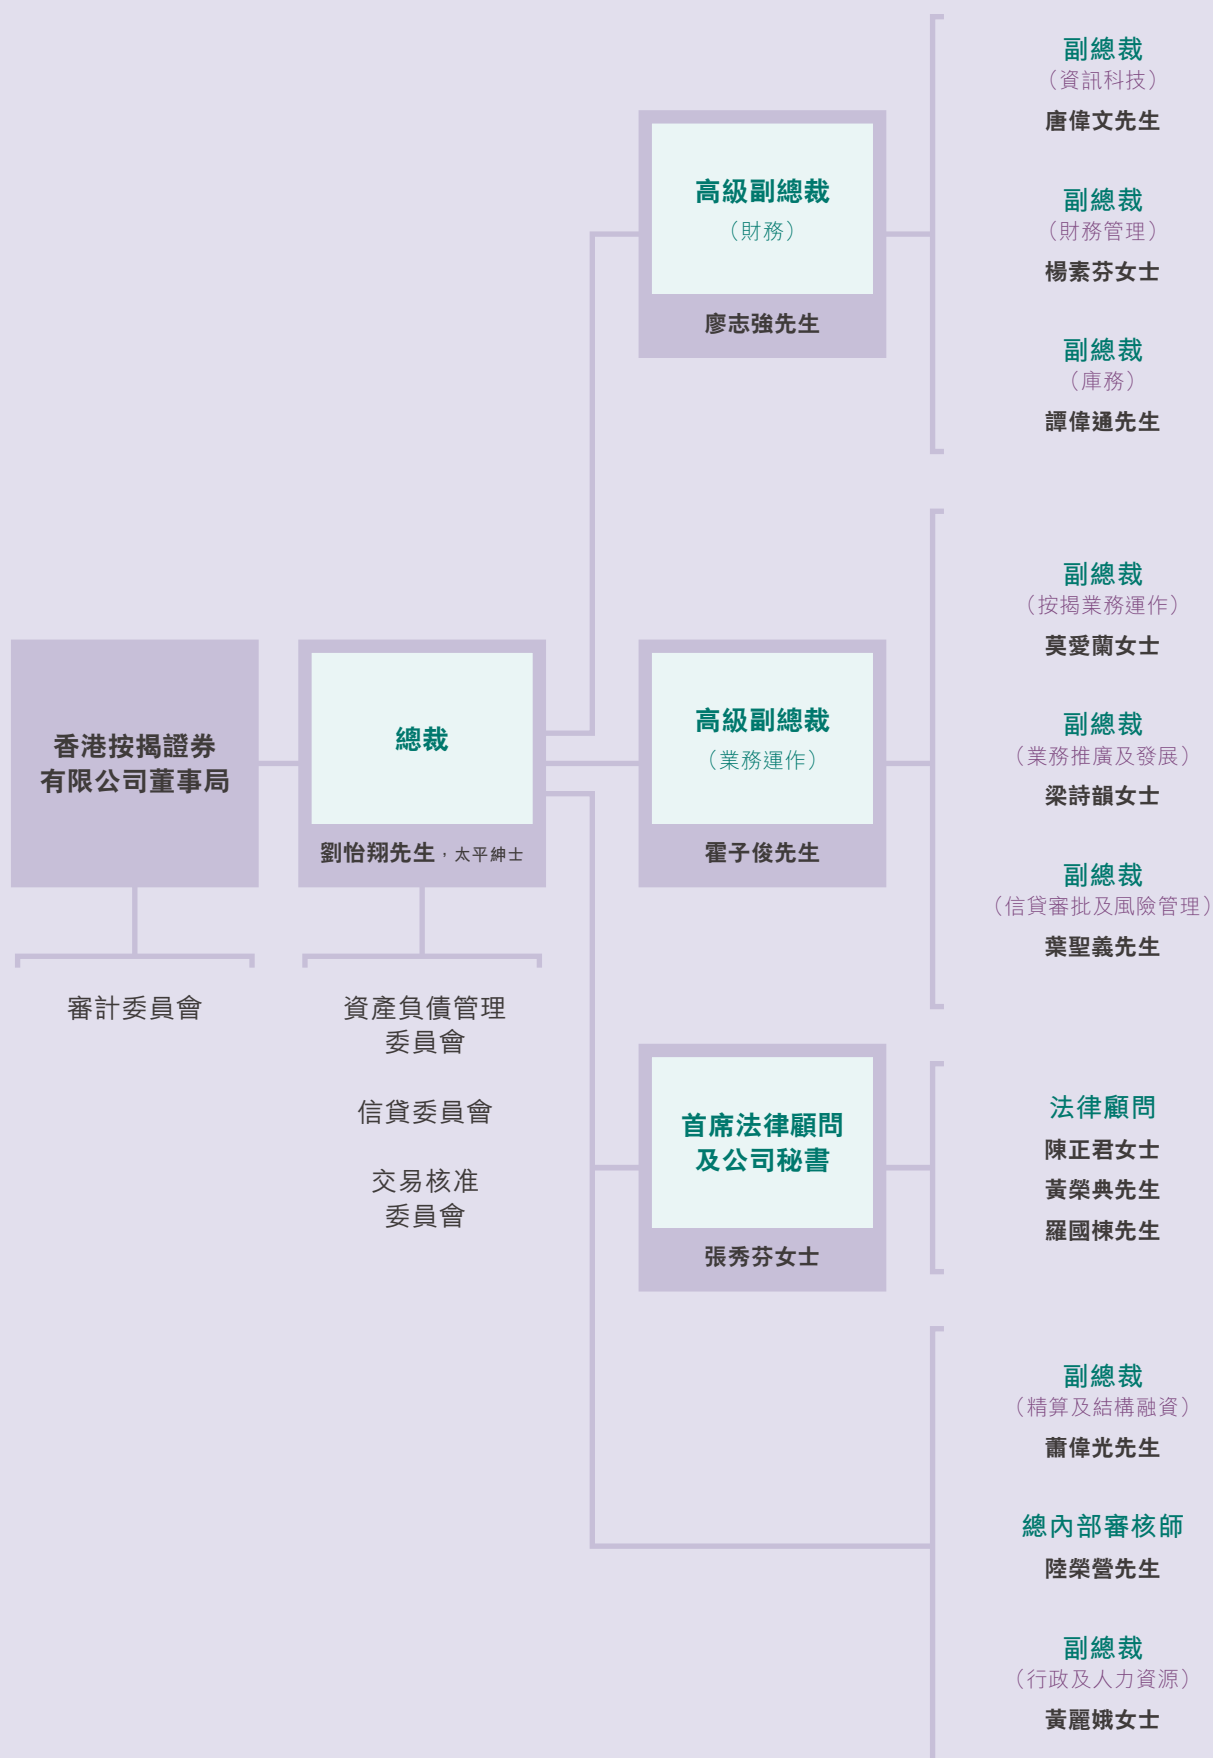 香港按揭證券
有限公司董事局
審計委員會
總裁
劉怡翔先生，太平紳士
資產負債管理
委員會
信貸委員會
交易核准
委員會
高級副總裁
（財務）
廖志強先生
副總裁
（資訊科技）
唐偉文先生
副總裁
（財務管理）
楊素芬女士
副總裁
（庫務）
譚偉通先生
高級副總裁
（業務運作）
霍子俊先生
副總裁
（按揭業務運作）
莫愛蘭女士
副總裁
（業務推廣及發展）
梁詩韻女士
副總裁
（信貸審批及風險管理）
葉聖義先生
首席法律顧問
及公司秘書
張秀芬女士
法律顧問
陳正君女士
黃榮典先生
羅國棟先生
副總裁
（精算及結構融資）
蕭偉光先生
總內部審核師
陸榮營先生
副總裁
（行政及人力資源）
黃麗娥女士